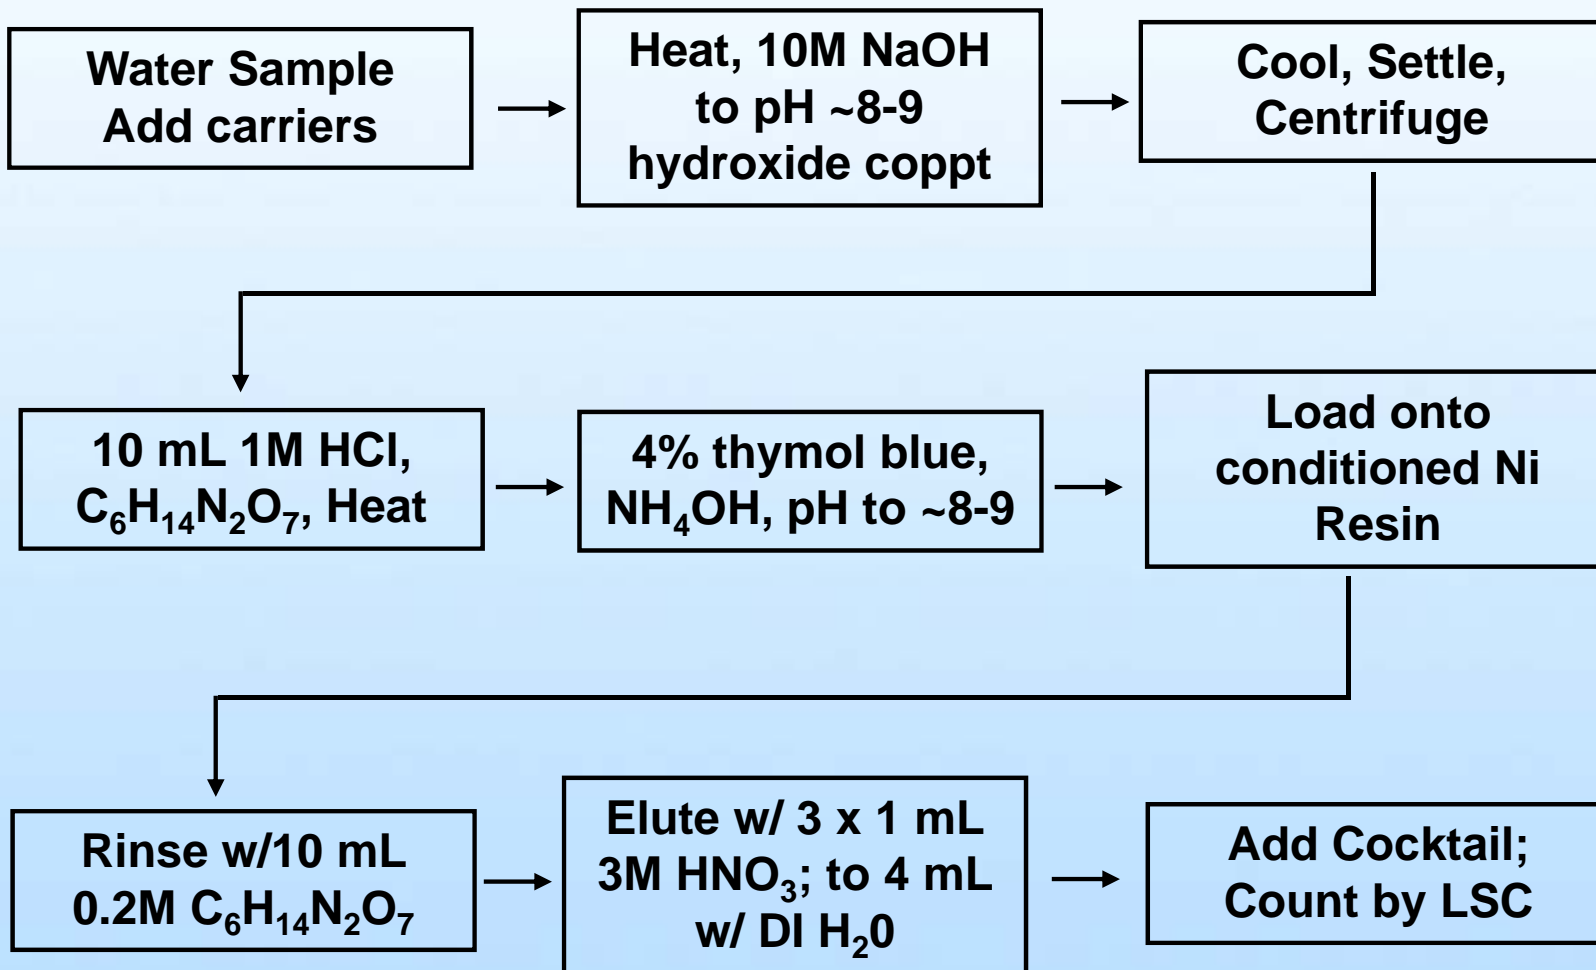 Water Sample
Add carriers
Heat, 10M NaOH
to pH ~8-9
hydroxide coppt
Cool, Settle,
Centrifuge
10 mL 1M HCl,
C₆H₁₄N₂O₇, Heat
4% thymol blue,
NH₄OH, pH to ~8-9
Load onto
conditioned Ni
Resin
Rinse w/10 mL
0.2M C₆H₁₄N₂O₇
Elute w/ 3 x 1 mL
3M HNO₃; to 4 mL
w/ DI H₂0
Add Cocktail;
Count by LSC